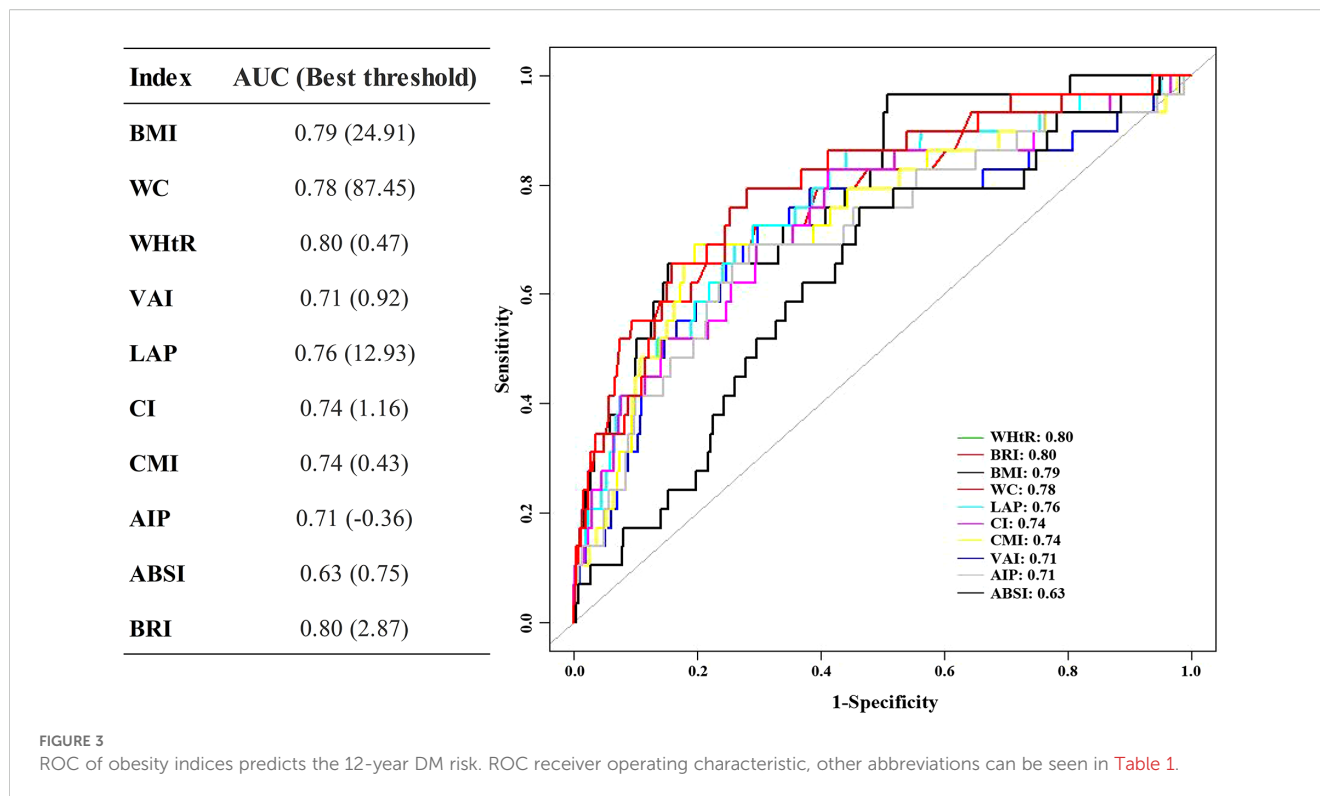 Index AUC (Best threshold)
BMI 0.79 (24.91)
WC 0.78 (87.45)
WHtR 0.80 (0.47)
VAI 0.71 (0.92)
LAP 0.76 (12.93)
CI 0.74 (1.16)
CMI 0.74 (0.43)
AIP 0.71 (-0.36)
ABSI 0.63 (0.75)
BRI 0.80 (2.87)
Sensitivity
1.0
0.8
0.6
0.4
0.2
0.0
WHtR: 0.80
BRI: 0.80
BMI: 0.79
WC: 0.78
LAP: 0.76
CI: 0.74
CMI: 0.74
VAI: 0.71
AIP: 0.71
ABSI: 0.63
0.0 0.2 0.4 0.6 0.8 1.0
1-Specificity
FIGURE 3
ROC of obesity indices predicts the 12-year DM risk. ROC receiver operating characteristic, other abbreviations can be seen in Table 1.